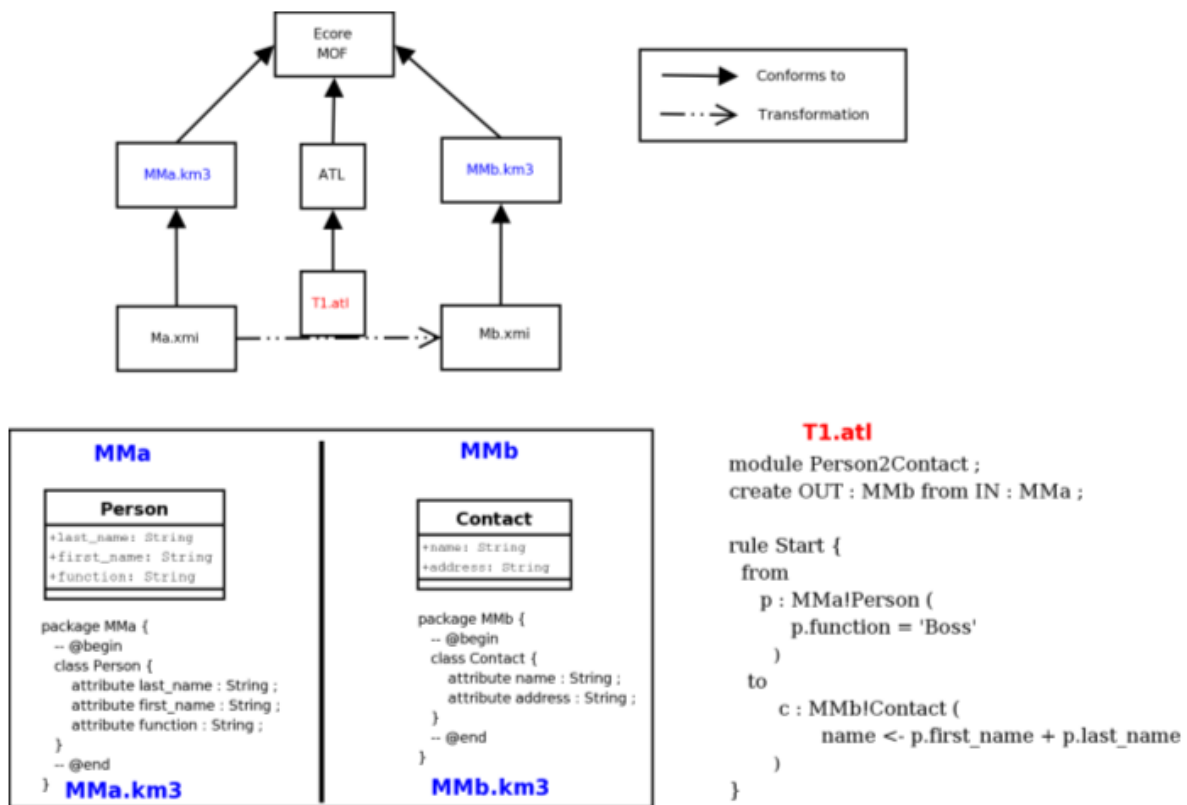 Ecore
MOF
Conforms to
Transformation
MMa.km3
ATL
MMb.km3
T1.atl
Ma.xmi
Mb.xmi
MMa
MMb
Person
+last_name: String
+first_name: String
+function: String
Contact
+name: String
+address: String
package MMa {
-- @begin
class Person {
attribute last_name : String ;
attribute first_name : String ;
attribute function : String ;
}
-- @end
}
MMa.km3
package MMb {
-- @begin
class Contact {
attribute name : String ;
attribute address : String ;
}
-- @end
}
MMb.km3
T1.atl
module Person2Contact ;
create OUT : MMb from IN : MMa ;
rule Start {
from
p : MMa!Person (
p.function = 'Boss'
)
to
c : MMb!Contact (
name <- p.first_name + p.last_name
)
}